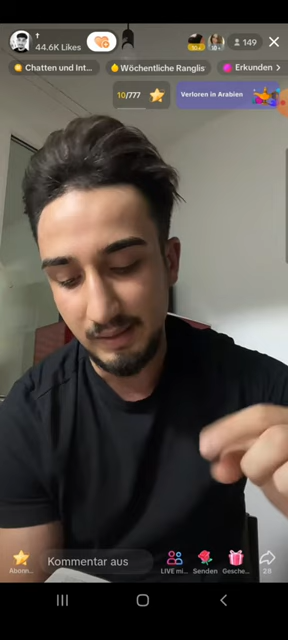 †
44.6K Likes
149
Chatten und Int...
Wöchentliche Ranglis
Erkunden >
10/777
Verloren in Arabien
Abonn...
Kommentar aus
LIVE mi...
Senden
Gesche...
28